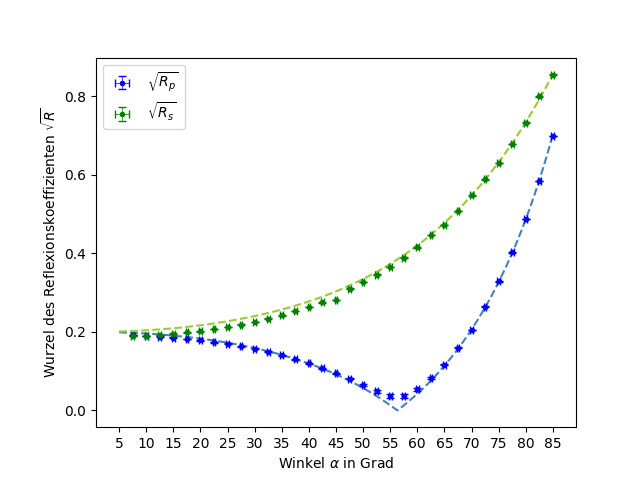 √R_p
√R_s
Wurzel des Reflexionskoeffizienten √R
0.8
0.6
0.4
0.2
0.0
5 10 15 20 25 30 35 40 45 50 55 60 65 70 75 80 85
Winkel α in Grad